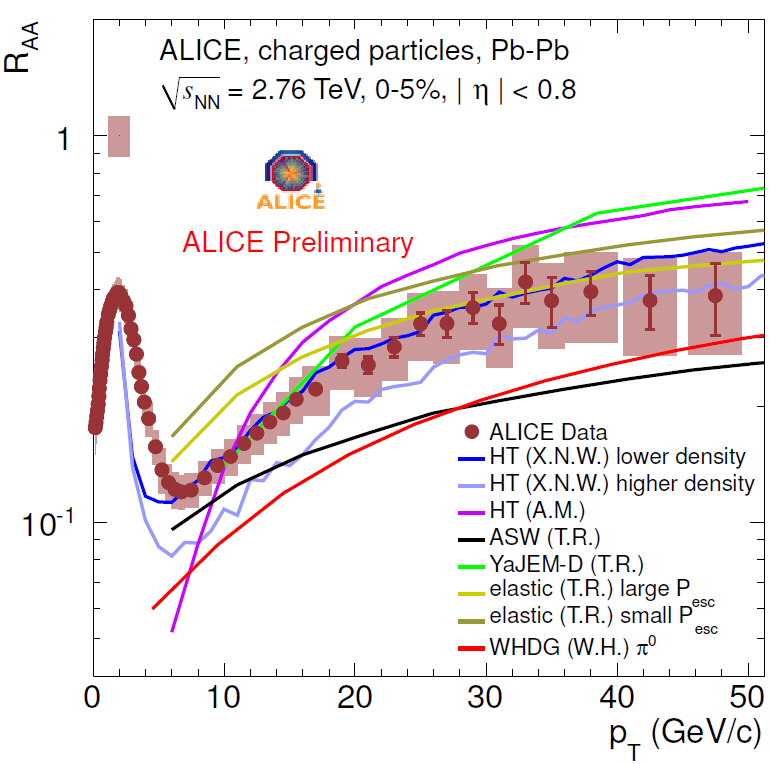 R_AA
ALICE, charged particles, Pb-Pb
√s_NN = 2.76 TeV, 0-5%, | η | < 0.8
1
ALICE
ALICE Preliminary
ALICE Data
HT (X.N.W.) lower density
HT (X.N.W.) higher density
HT (A.M.)
10^-1
ASW (T.R.)
YaJEM-D (T.R.)
elastic (T.R.) large P_esc
elastic (T.R.) small P_esc
WHDG (W.H.) π^0
0 10 20 30 40 50
p_T (GeV/c)